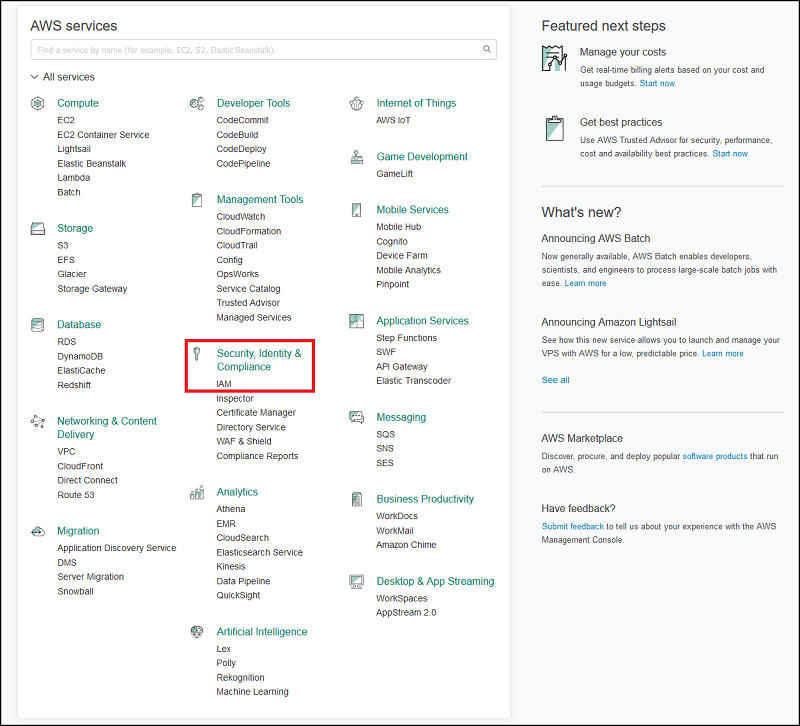 AWS services
Find a service by name (for example, EC2, S3, Elastic Beanstalk).
All services
Compute
EC2
EC2 Container Service
Lightsail
Elastic Beanstalk
Lambda
Batch
Storage
S3
EFS
Glacier
Storage Gateway
Database
RDS
DynamoDB
ElastiCache
Redshift
Networking & Content
Delivery
VPC
CloudFront
Direct Connect
Route 53
Migration
Application Discovery Service
DMS
Server Migration
Snowball
Developer Tools
CodeCommit
CodeBuild
CodeDeploy
CodePipeline
Management Tools
CloudWatch
CloudFormation
CloudTrail
Config
OpsWorks
Service Catalog
Trusted Advisor
Managed Services
Security, Identity &
Compliance
IAM
Inspector
Certificate Manager
Directory Service
WAF & Shield
Compliance Reports
Analytics
Athena
EMR
CloudSearch
Elasticsearch Service
Kinesis
Data Pipeline
QuickSight
Artificial Intelligence
Lex
Polly
Rekognition
Machine Learning
Internet of Things
AWS IoT
Game Development
GameLift
Mobile Services
Mobile Hub
Cognito
Device Farm
Mobile Analytics
Pinpoint
Application Services
Step Functions
SWF
API Gateway
Elastic Transcoder
Messaging
SQS
SNS
SES
Business Productivity
WorkDocs
WorkMail
Amazon Chime
Desktop & App Streaming
WorkSpaces
AppStream 2.0
Featured next steps
Manage your costs
Get real-time billing alerts based on your cost and
usage budgets. Start now
Get best practices
Use AWS Trusted Advisor for security, performance,
cost and availability best practices. Start now
What's new?
Announcing AWS Batch
Now generally available, AWS Batch enables developers,
scientists, and engineers to process large-scale batch jobs with
ease. Learn more
Announcing Amazon Lightsail
See how this new service allows you to launch and manage your
VPS with AWS for a low, predictable price. Learn more
See all
AWS Marketplace
Discover, procure, and deploy popular software products that run
on AWS.
Have feedback?
Submit feedback to tell us about your experience with the AWS
Management Console.